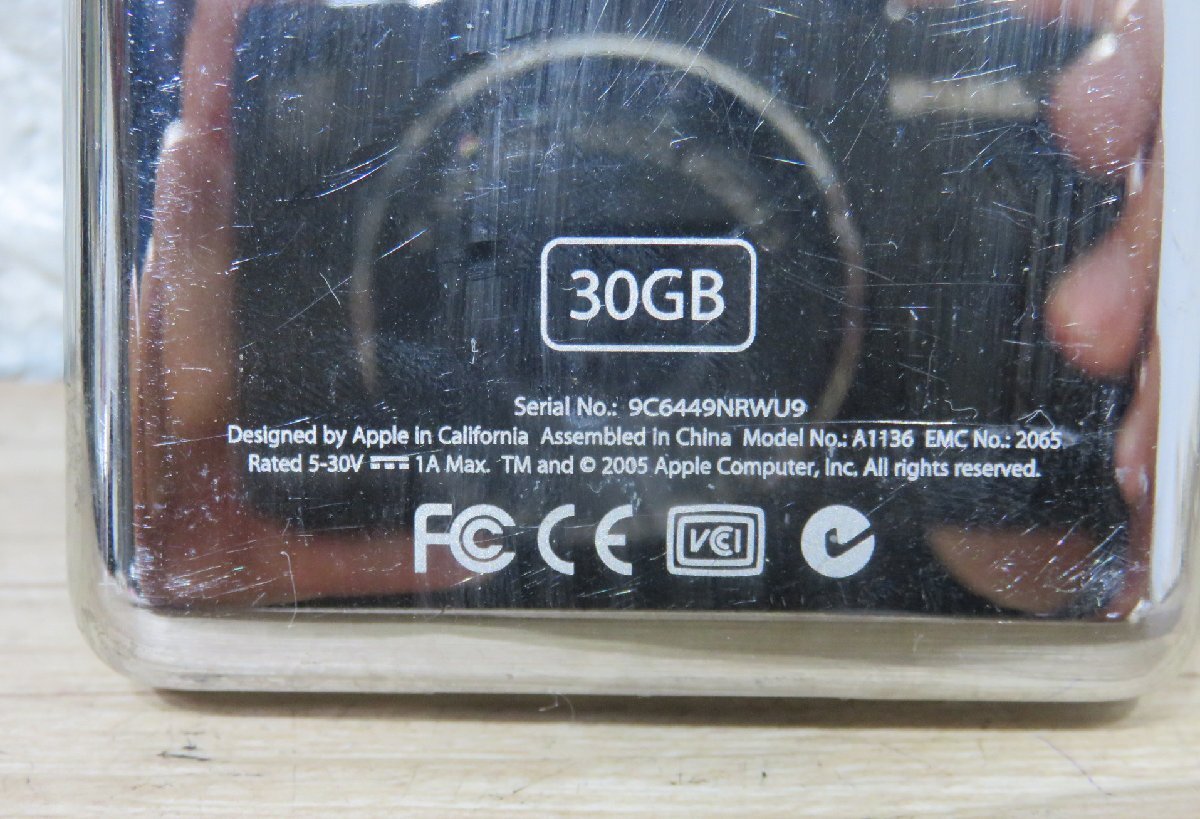 30GB
Serial No.: 9C6449NRWU9
Designed by Apple in California Assembled in China Model No.: A1136 EMC No.: 2065
Rated 5-30V ⎓ 1A Max. TM and © 2005 Apple Computer, Inc. All rights reserved.
FC CE VCCI